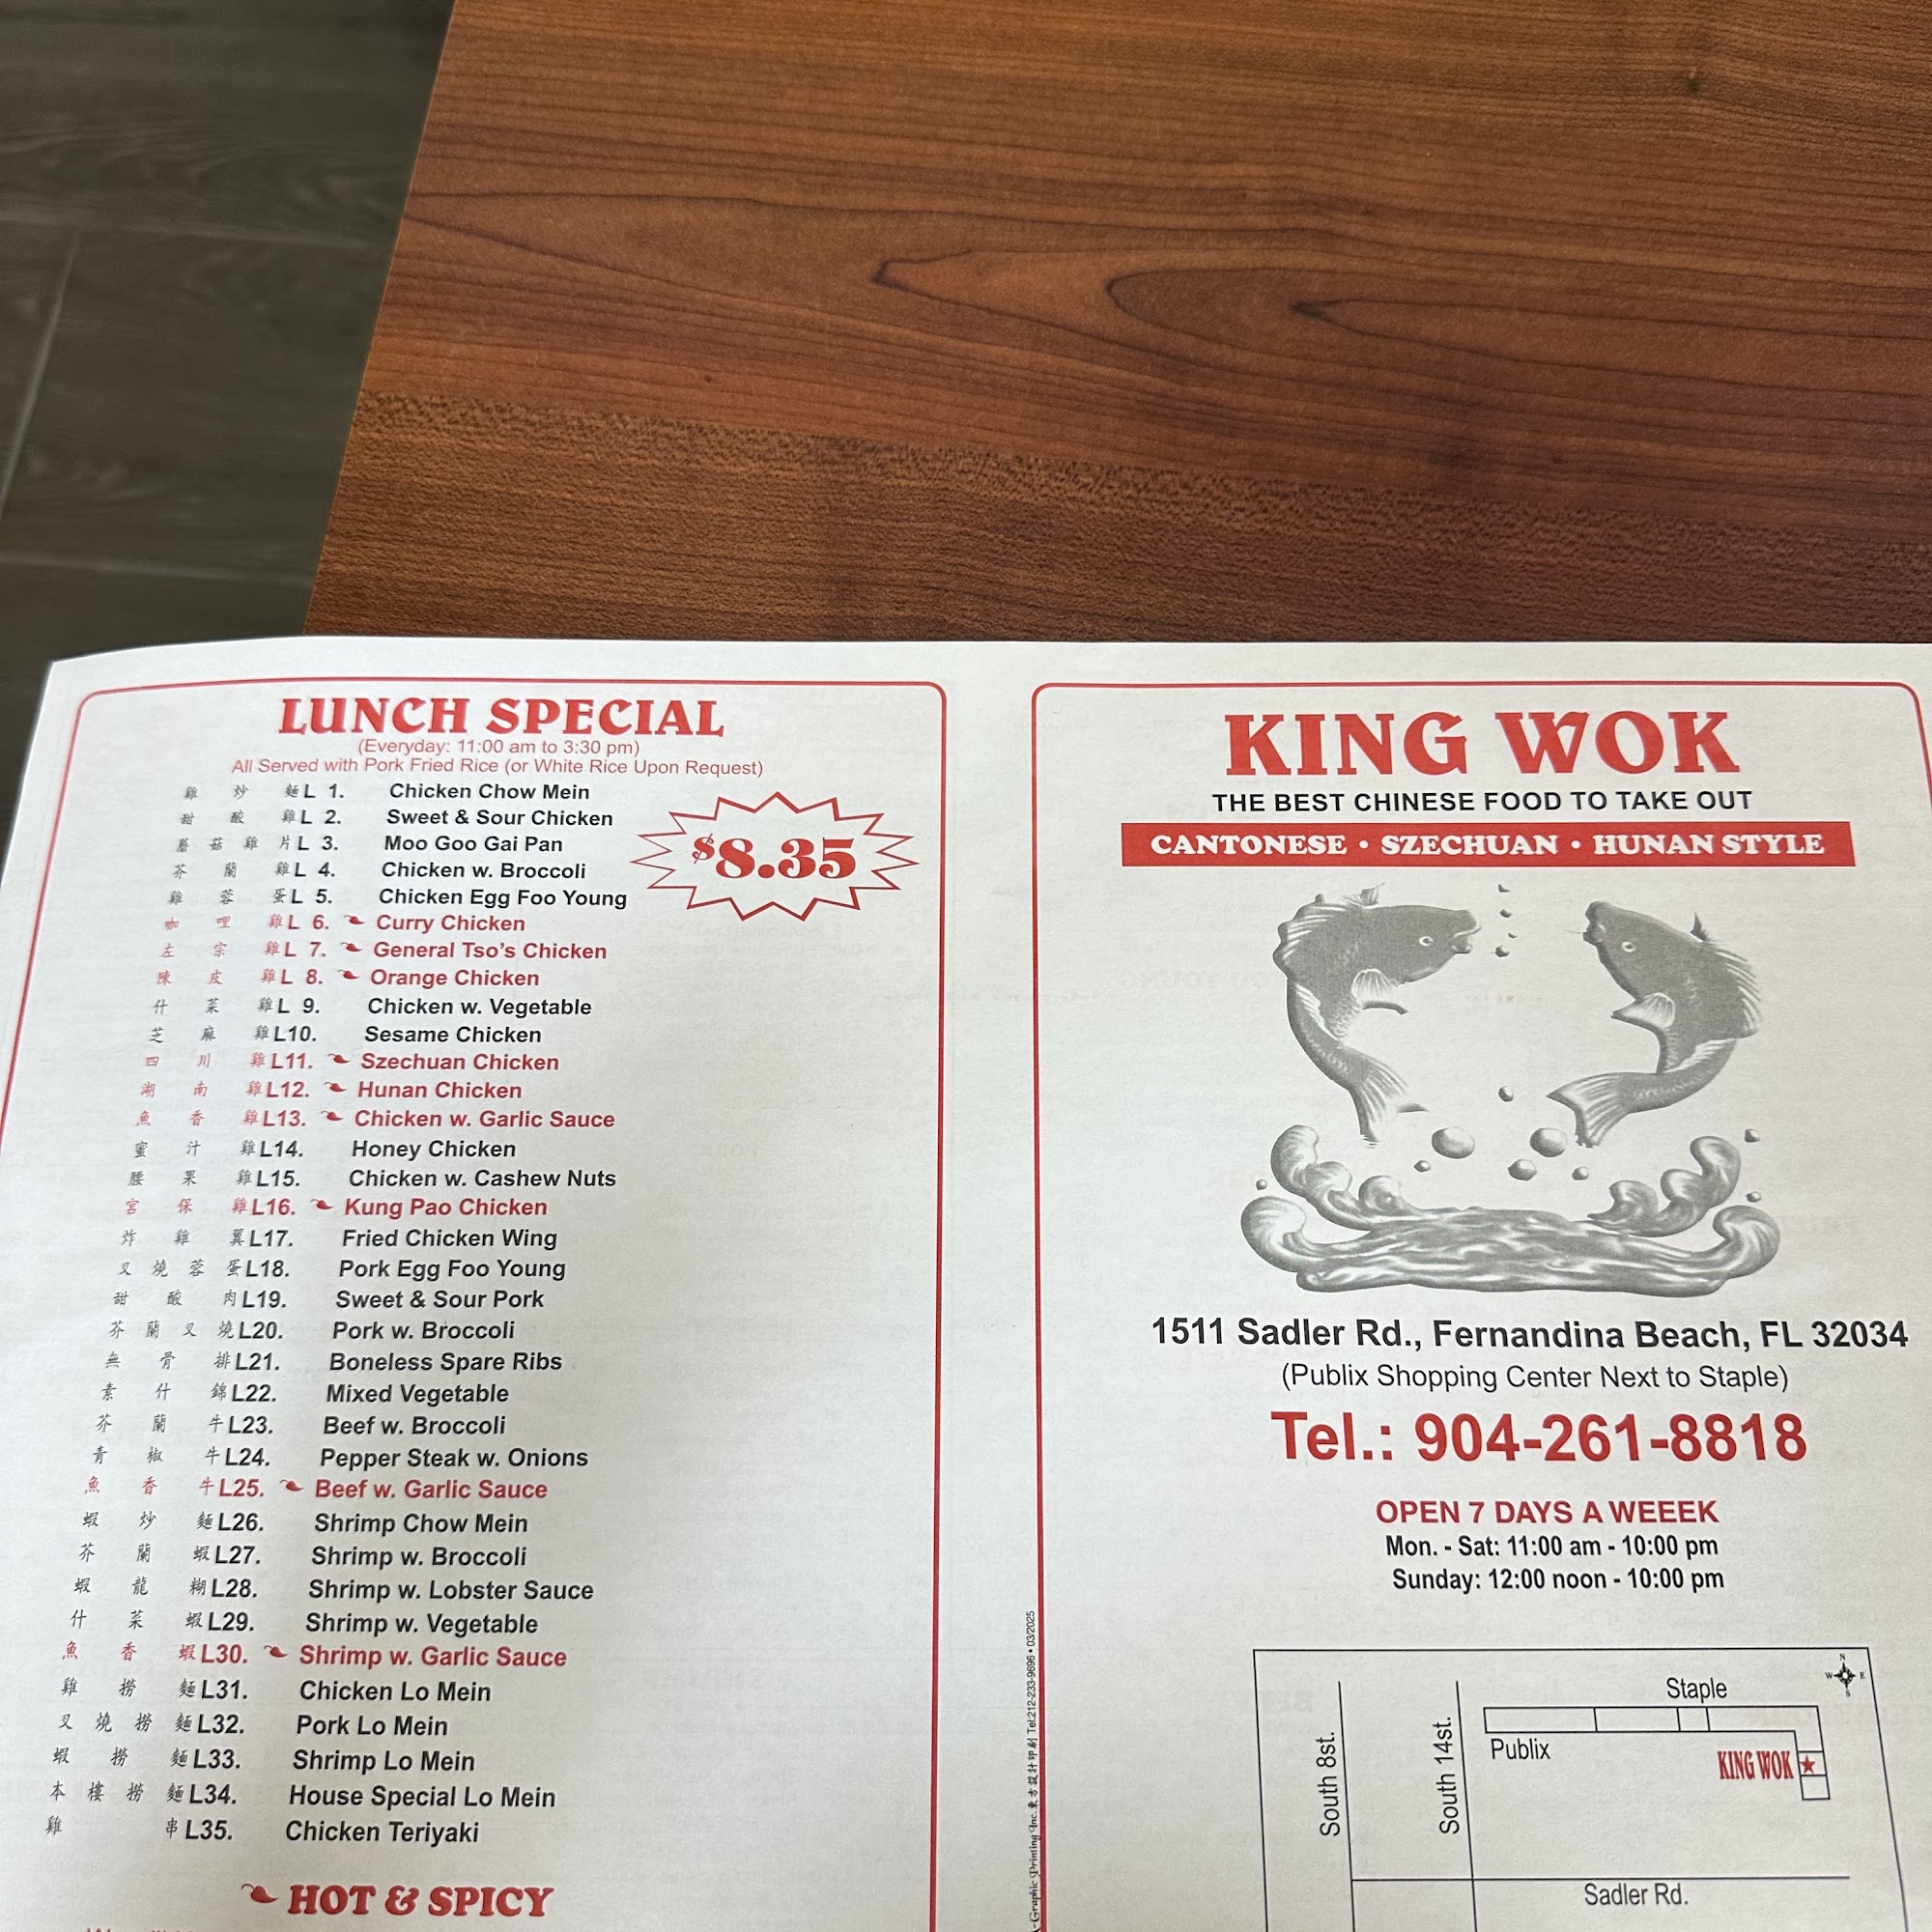 LUNCH SPECIAL
(Everyday: 11:00 am to 3:30 pm)
All Served with Pork Fried Rice (or White Rice Upon Request)
$8.35
雞 炒 麵 L 1. Chicken Chow Mein
甜 酸 雞 L 2. Sweet & Sour Chicken
蘑 菇 雞 片 L 3. Moo Goo Gai Pan
芥 蘭 雞 L 4. Chicken w. Broccoli
雞 蓉 蛋 L 5. Chicken Egg Foo Young
咖 哩 雞 L 6. Curry Chicken
左 宗 雞 L 7. General Tso's Chicken
陳 皮 雞 L 8. Orange Chicken
什 菜 雞 L 9. Chicken w. Vegetable
芝 麻 雞 L10. Sesame Chicken
四 川 雞 L11. Szechuan Chicken
湖 南 雞 L12. Hunan Chicken
魚 香 雞 L13. Chicken w. Garlic Sauce
蜜 汁 雞 L14. Honey Chicken
腰 果 雞 L15. Chicken w. Cashew Nuts
宮 保 雞 L16. Kung Pao Chicken
炸 雞 翼 L17. Fried Chicken Wing
叉 燒 蓉 蛋 L18. Pork Egg Foo Young
甜 酸 肉 L19. Sweet & Sour Pork
芥 蘭 叉 燒 L20. Pork w. Broccoli
無 骨 排 L21. Boneless Spare Ribs
素 什 錦 L22. Mixed Vegetable
芥 蘭 牛 L23. Beef w. Broccoli
青 椒 牛 L24. Pepper Steak w. Onions
魚 香 牛 L25. Beef w. Garlic Sauce
蝦 炒 麵 L26. Shrimp Chow Mein
芥 蘭 蝦 L27. Shrimp w. Broccoli
蝦 龍 糊 L28. Shrimp w. Lobster Sauce
什 菜 蝦 L29. Shrimp w. Vegetable
魚 香 蝦 L30. Shrimp w. Garlic Sauce
雞 撈 麵 L31. Chicken Lo Mein
叉 燒 撈 麵 L32. Pork Lo Mein
蝦 撈 麵 L33. Shrimp Lo Mein
本 樓 撈 麵 L34. House Special Lo Mein
雞 串 L35. Chicken Teriyaki
HOT & SPICY
Graphic Printing Inc. 東方設計印刷 Tel:212-233-9696 • 03/2025
KING WOK
THE BEST CHINESE FOOD TO TAKE OUT
CANTONESE • SZECHUAN • HUNAN STYLE
1511 Sadler Rd., Fernandina Beach, FL 32034
(Publix Shopping Center Next to Staple)
Tel.: 904-261-8818
OPEN 7 DAYS A WEEEK
Mon. - Sat: 11:00 am - 10:00 pm
Sunday: 12:00 noon - 10:00 pm
N
W E
S
Staple
Publix
KING WOK
South 8st.
South 14st.
Sadler Rd.